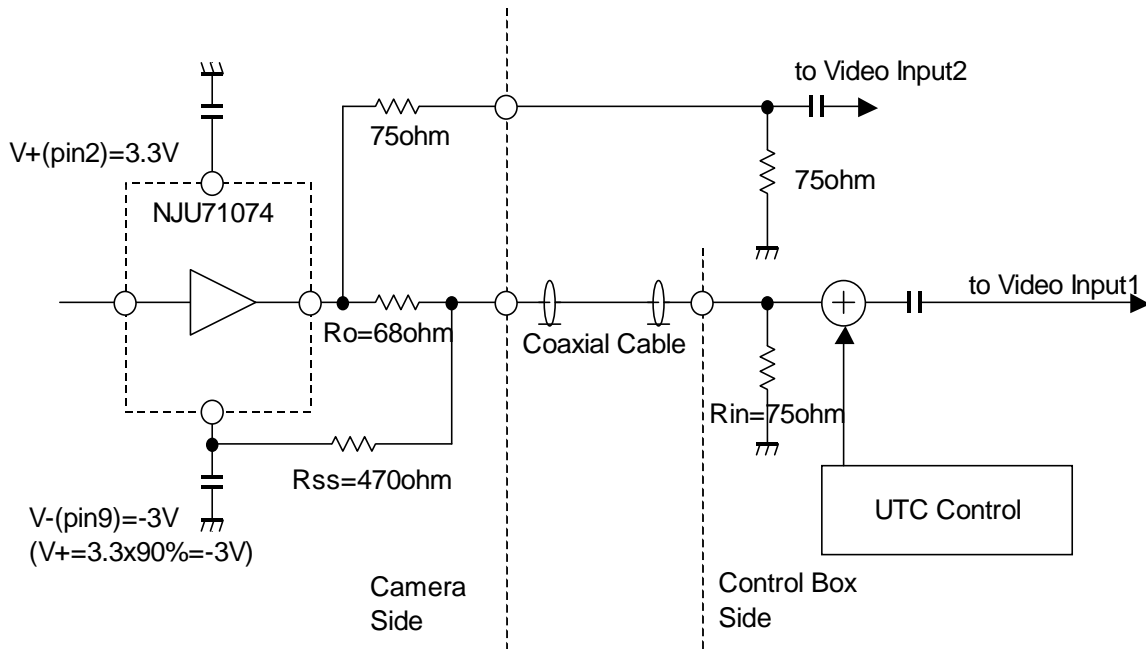 to Video Input2
75ohm
V+(pin2)=3.3V
75ohm
NJU71074
to Video Input1
Ro=68ohm
Coaxial Cable
Rin=75ohm
Rss=470ohm
V-(pin9)=-3V
(V+=3.3x90%=-3V)
UTC Control
Camera
Side
Control Box
Side